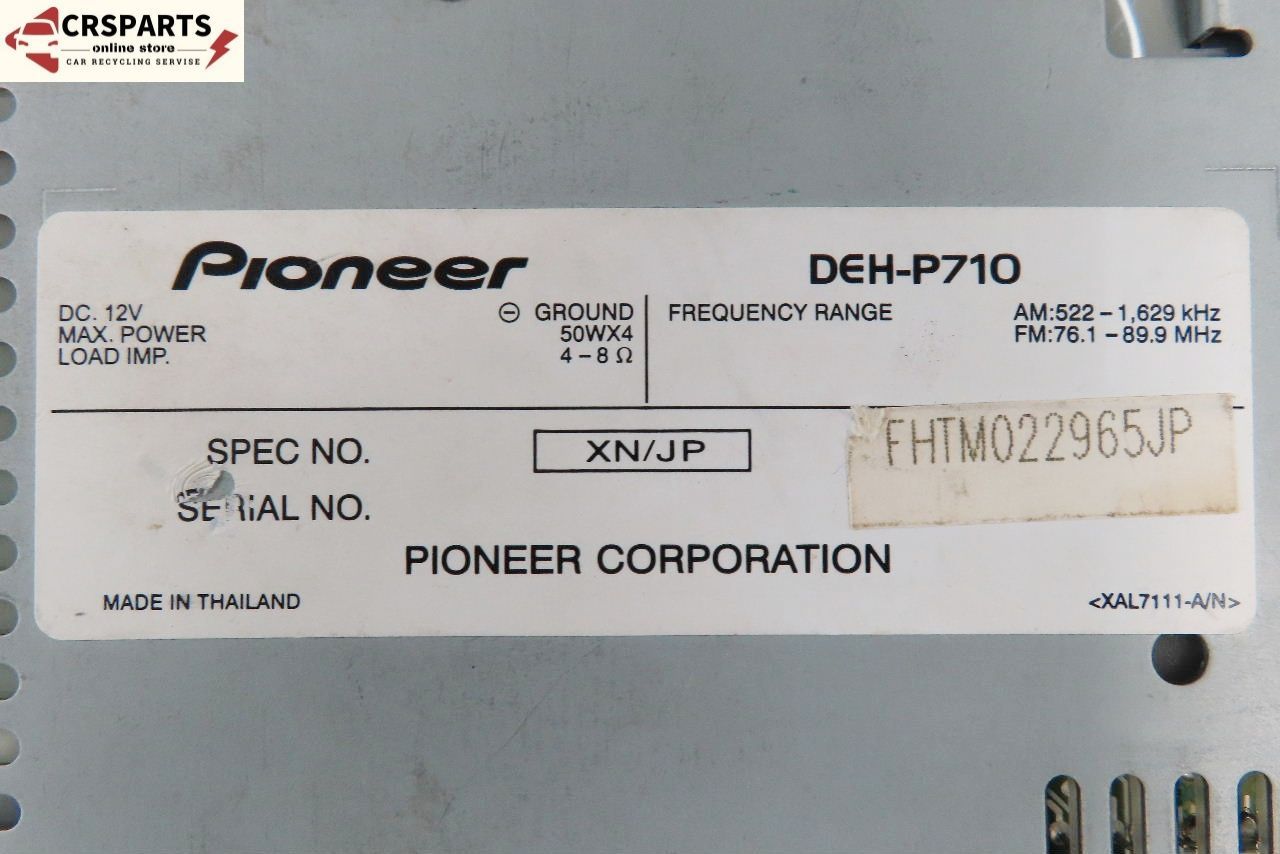 CRSPARTS
online store
CAR RECYCLING SERVISE
Pioneer
DEH-P710
DC. 12V ⊖ GROUND
MAX. POWER 50WX4
LOAD IMP. 4 – 8 Ω
FREQUENCY RANGE AM:522 – 1,629 kHz
FM:76.1 – 89.9 MHz
SPEC NO. XN/JP
SERIAL NO. FHTM022965JP
PIONEER CORPORATION
MADE IN THAILAND
<XAL7111-A/N>